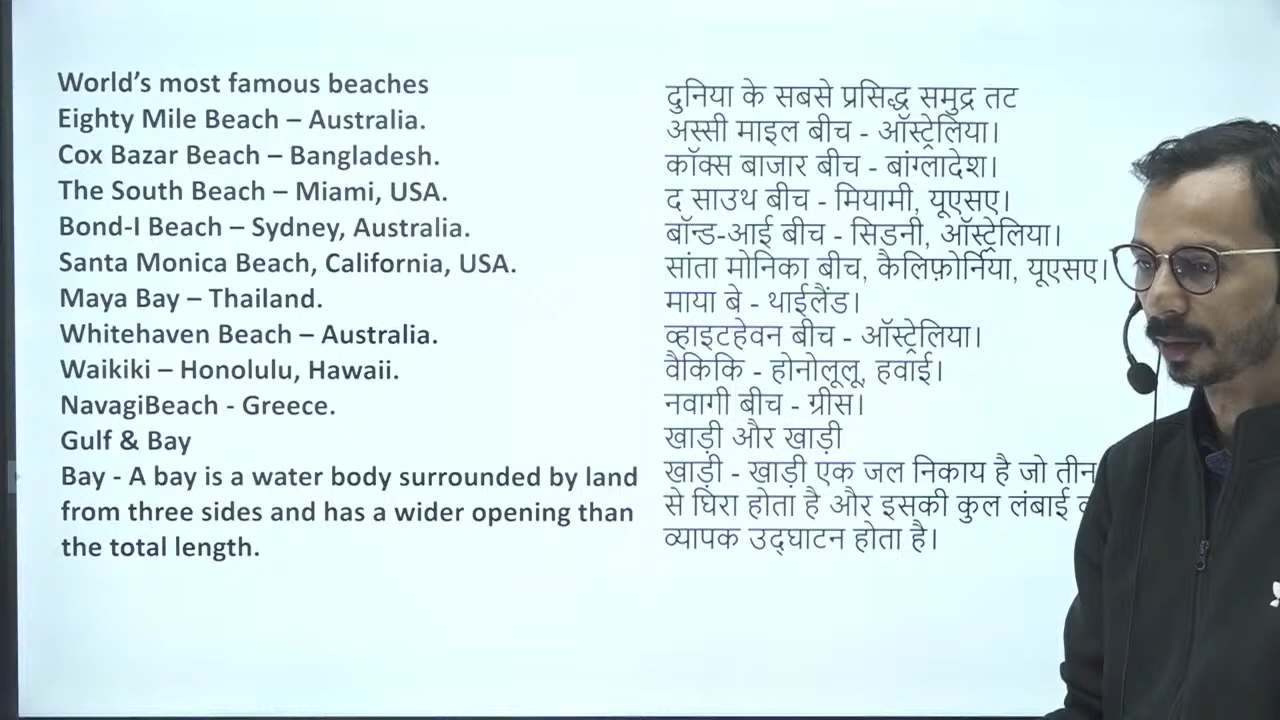 World's most famous beaches
Eighty Mile Beach – Australia.
Cox Bazar Beach – Bangladesh.
The South Beach – Miami, USA.
Bond-I Beach – Sydney, Australia.
Santa Monica Beach, California, USA.
Maya Bay – Thailand.
Whitehaven Beach – Australia.
Waikiki – Honolulu, Hawaii.
NavagiBeach - Greece.
Gulf & Bay
Bay - A bay is a water body surrounded by land
from three sides and has a wider opening than
the total length.
दुनिया के सबसे प्रसिद्ध समुद्र तट
अस्सी माइल बीच - ऑस्ट्रेलिया।
कॉक्स बाजार बीच - बांग्लादेश।
द साउथ बीच - मियामी, यूएसए।
बॉन्ड-आई बीच - सिडनी, ऑस्ट्रेलिया।
सांता मोनिका बीच, कैलिफ़ोर्निया, यूएसए।
माया बे - थाईलैंड।
व्हाइटहेवन बीच - ऑस्ट्रेलिया।
वैकिकि - होनोलूलू, हवाई।
नवागी बीच - ग्रीस।
खाड़ी और खाड़ी
खाड़ी - खाड़ी एक जल निकाय है जो तीन
से घिरा होता है और इसकी कुल लंबाई
व्यापक उद्घाटन होता है।